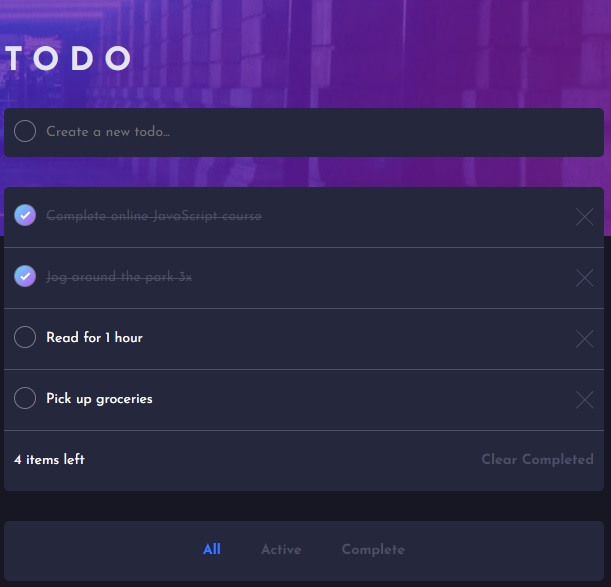 TODO
Create a new todo...
Complete online JavaScript course
Jog around the park 3x
Read for 1 hour
Pick up groceries
4 items left Clear Completed
All Active Complete